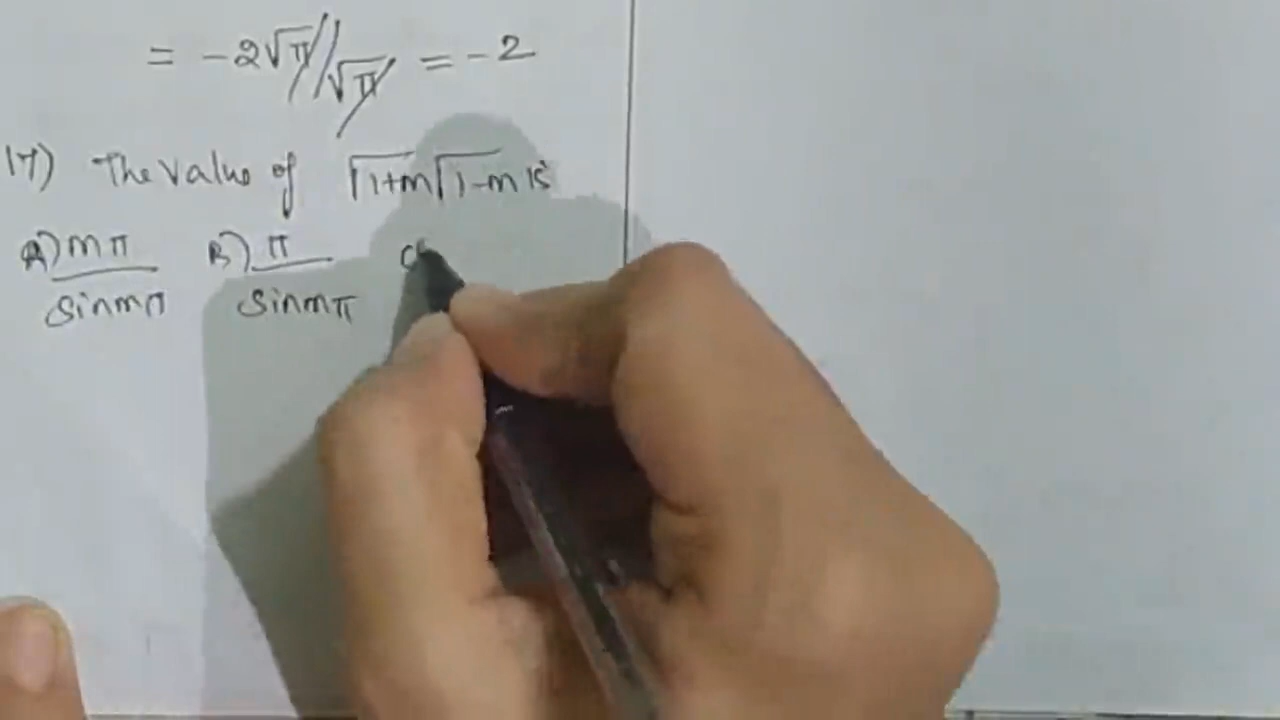 = -2√π/√π = -2
17) The Value of Γ1+m Γ1-m is
A) mπ/sinmπ B) π/sinmπ C